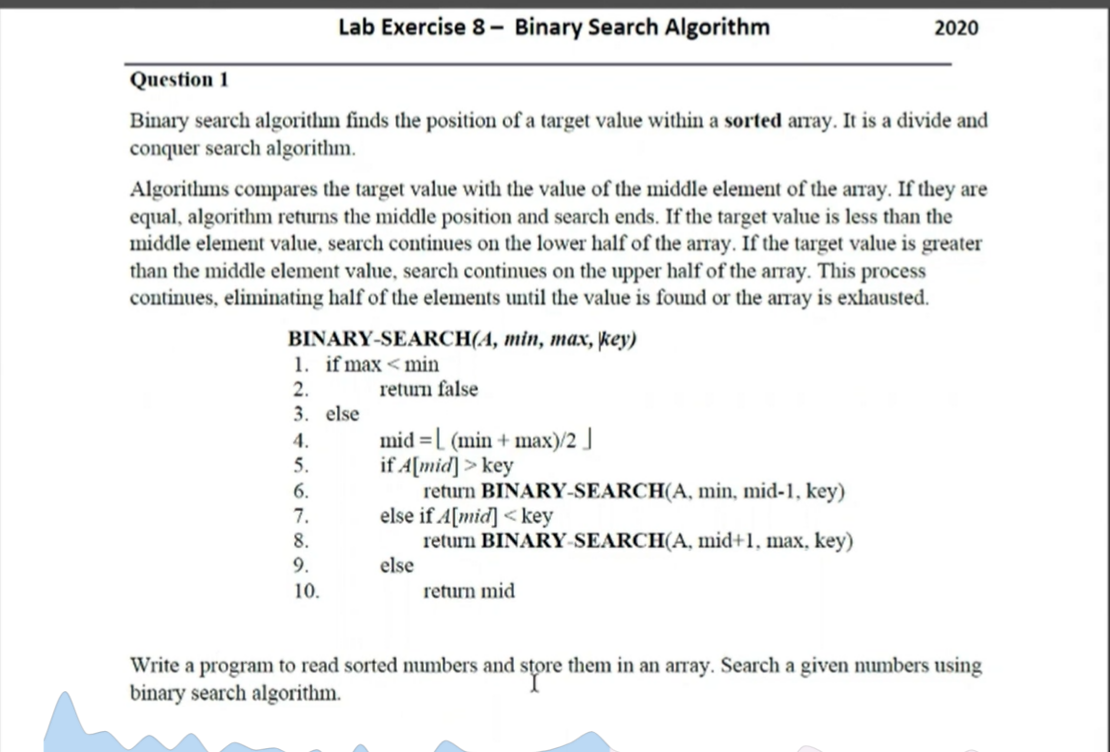 Lab Exercise 8 – Binary Search Algorithm 2020
Question 1
Binary search algorithm finds the position of a target value within a sorted array. It is a divide and
conquer search algorithm.
Algorithms compares the target value with the value of the middle element of the array. If they are
equal, algorithm returns the middle position and search ends. If the target value is less than the
middle element value, search continues on the lower half of the array. If the target value is greater
than the middle element value, search continues on the upper half of the array. This process
continues, eliminating half of the elements until the value is found or the array is exhausted.
BINARY-SEARCH(A, min, max, key)
1. if max < min
2. return false
3. else
4. mid =⌊ (min + max)/2 ⌋
5. if A[mid] > key
6. return BINARY-SEARCH(A, min, mid-1, key)
7. else if A[mid] < key
8. return BINARY-SEARCH(A, mid+1, max, key)
9. else
10. return mid
Write a program to read sorted numbers and store them in an array. Search a given numbers using
binary search algorithm.